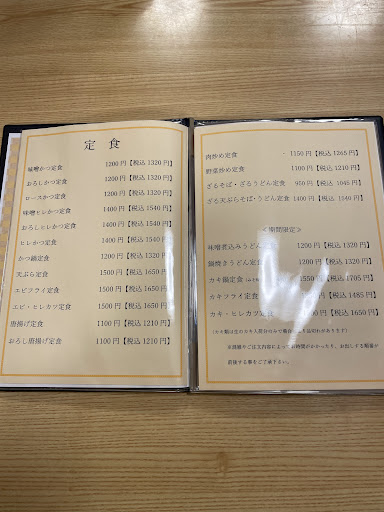 定食
味噌かつ定食 1200円【税込1320円】
おろしかつ定食 1200円【税込1320円】
ロースかつ定食 1200円【税込1320円】
味噌ヒレかつ定食 1400円【税込1540円】
おろしヒレかつ定食 1400円【税込1540円】
ヒレかつ定食 1400円【税込1540円】
かつ鍋定食 1200円【税込1320円】
天ぷら定食 1500円【税込1650円】
エビフライ定食 1500円【税込1650円】
エビ・ヒレカツ定食 1500円【税込1650円】
唐揚げ定食 1100円【税込1210円】
おろし唐揚げ定食 1100円【税込1210円】
肉炒め定食 1150円【税込1265円】
野菜炒め定食 1100円【税込1210円】
ざるそば・ざるうどん定食 950円【税込1045円】
ざる天ぷらそば・うどん定食 1400円【税込1540円】
<期間限定>
味噌煮込みうどん定食 1200円【税込1320円】
鍋焼きうどん定食 1200円【税込1320円】
カキ鍋定食 1550円【税込1705円】
カキフライ定食 円【税込1485円】
カキ・ヒレカツ定食 円【税込1650円】
前後する事をご了承下さい。